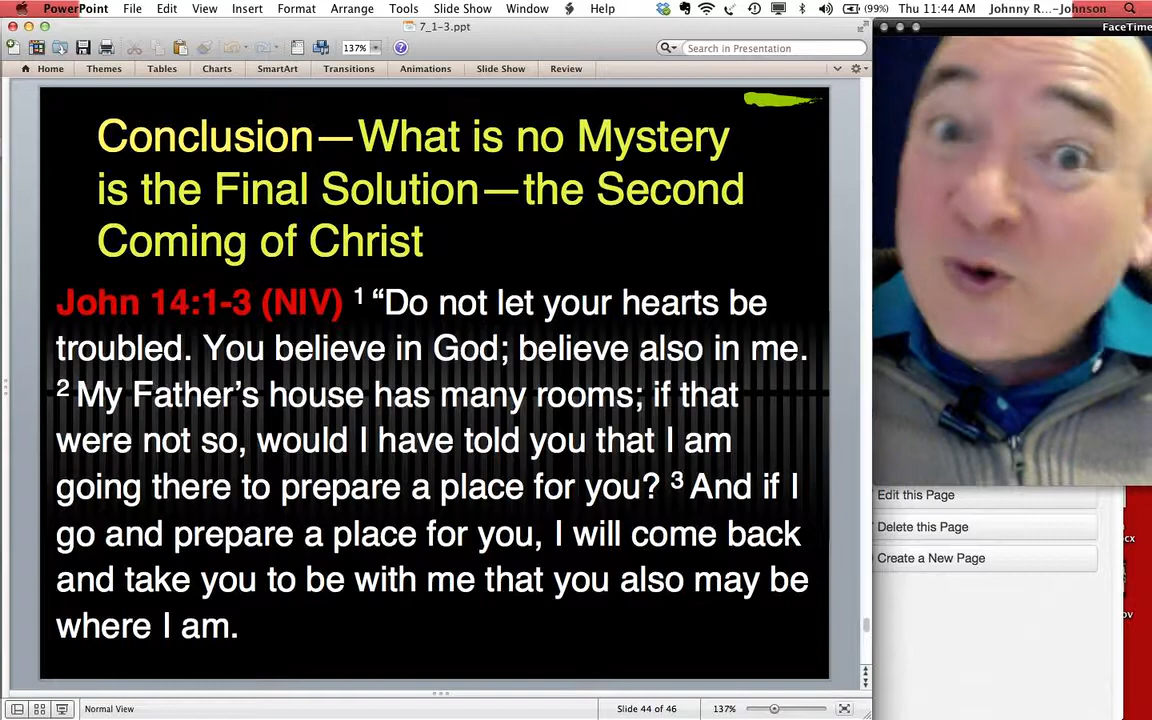 PowerPoint File Edit View Insert Format Arrange Tools Slide Show Window Help (99%) Thu 11:44 AM Johnny R...–Johnson
7_1-3.ppt
FaceTime
137% Search in Presentation
Home Themes Tables Charts SmartArt Transitions Animations Slide Show Review
Conclusion—What is no Mystery
is the Final Solution—the Second
Coming of Christ
John 14:1-3 (NIV) 1 “Do not let your hearts be
troubled. You believe in God; believe also in me.
2 My Father’s house has many rooms; if that
were not so, would I have told you that I am
going there to prepare a place for you? 3 And if I
go and prepare a place for you, I will come back
and take you to be with me that you also may be
where I am.
Edit this Page
Delete this Page
Create a New Page
Normal View Slide 44 of 46 137%